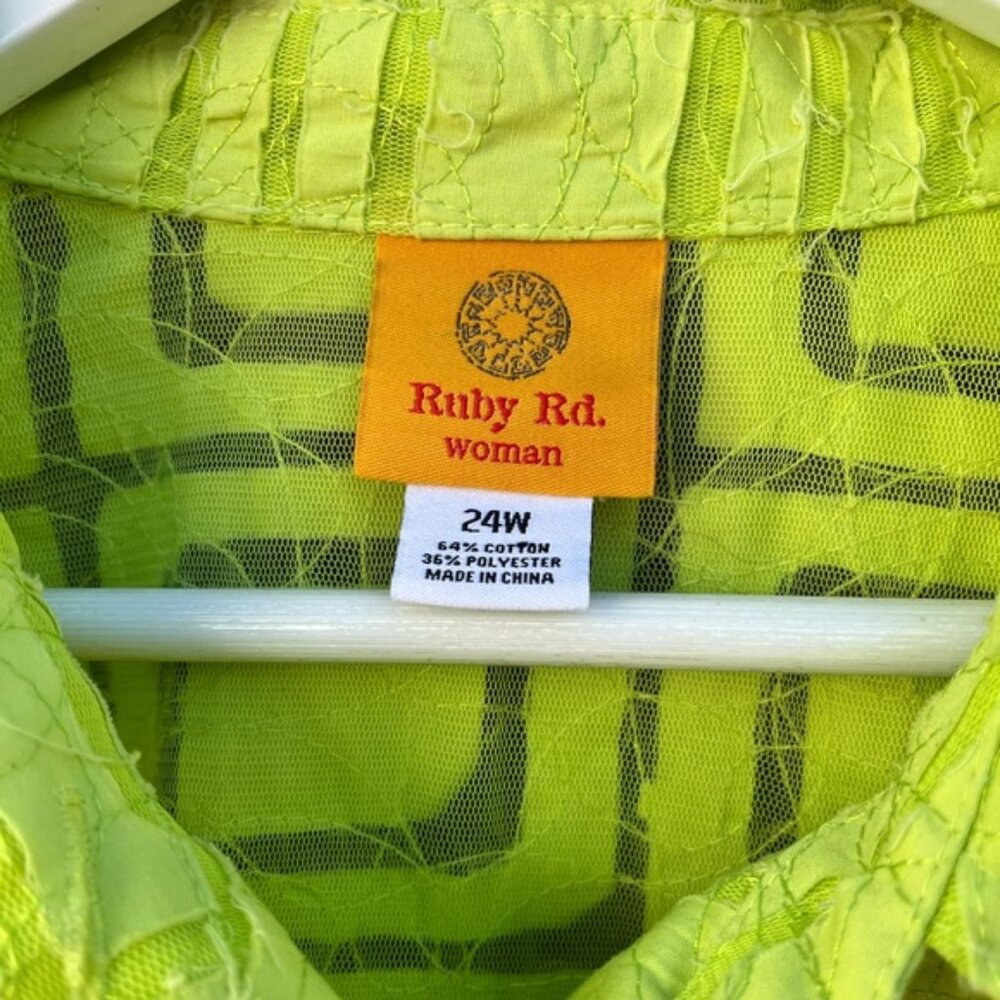 Ruby Rd.
woman
24W
64% COTTON
36% POLYESTER
MADE IN CHINA